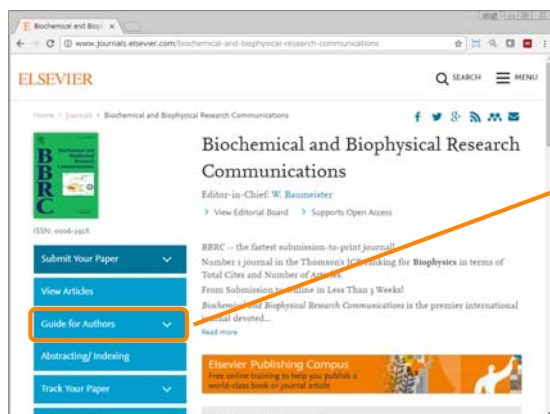 Biochemical and Biop
www.journals.elsevier.com/biochemical-and-biophysical-research-communications
ELSEVIER
SEARCH
MENU
Home > Journals > Biochemical and Biophysical Research Communications
Biochemical and Biophysical Research
Communications
Editor-in-Chief: W. Baumeister
> View Editorial Board > Supports Open Access
BBRC
ISSN: 0006-291X
BBRC -- the fastest submission-to-print journal!
Number 1 journal in the Thomson's JCR ranking for Biophysics in terms of
Total Cites and Number of Articles.
From Submission to Online in Less Than 3 Weeks!
Biochemical and Biophysical Research Communications is the premier international
journal devoted...
Read more
Submit Your Paper
View Articles
Guide for Authors
Abstracting/ Indexing
Track Your Paper
Elsevier Publishing Campus
Free online training to help you publish a
world-class book or journal article